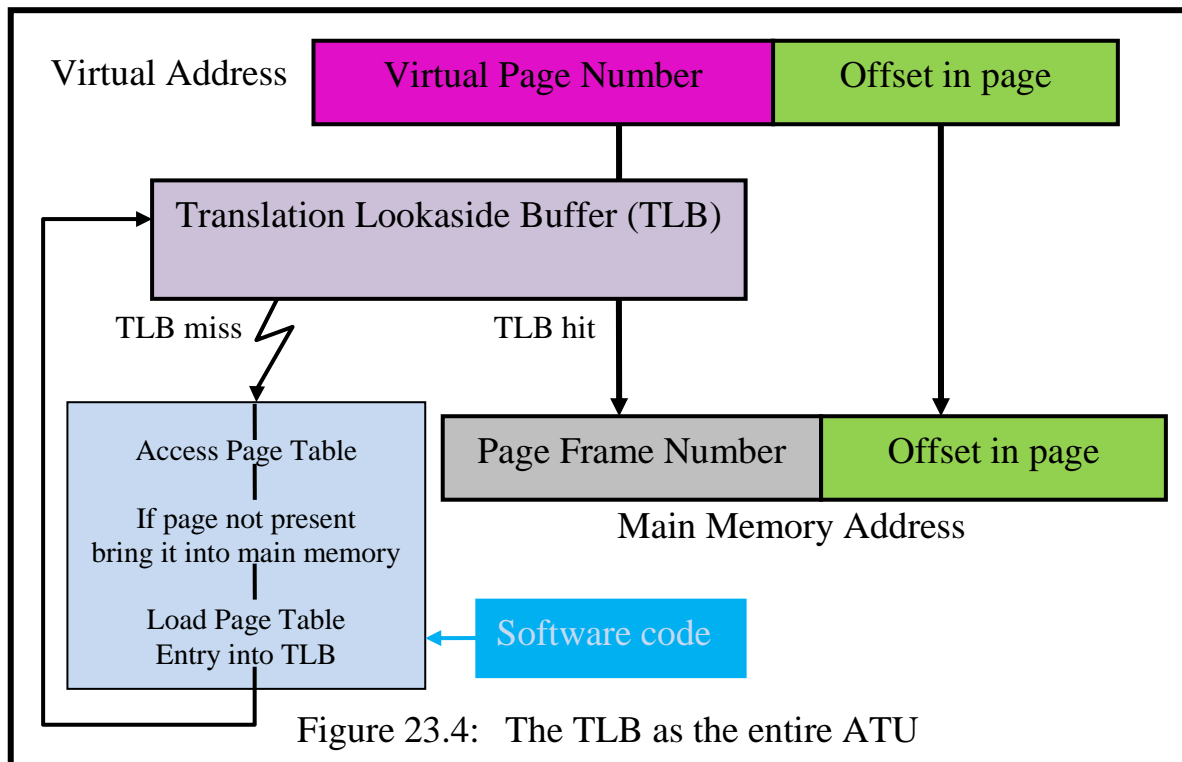 Virtual Address
Virtual Page Number
Offset in page
Translation Lookaside Buffer (TLB)
TLB miss
TLB hit
Access Page Table
If page not present
bring it into main memory
Load Page Table
Entry into TLB
Page Frame Number
Offset in page
Main Memory Address
Software code
Figure 23.4: The TLB as the entire ATU